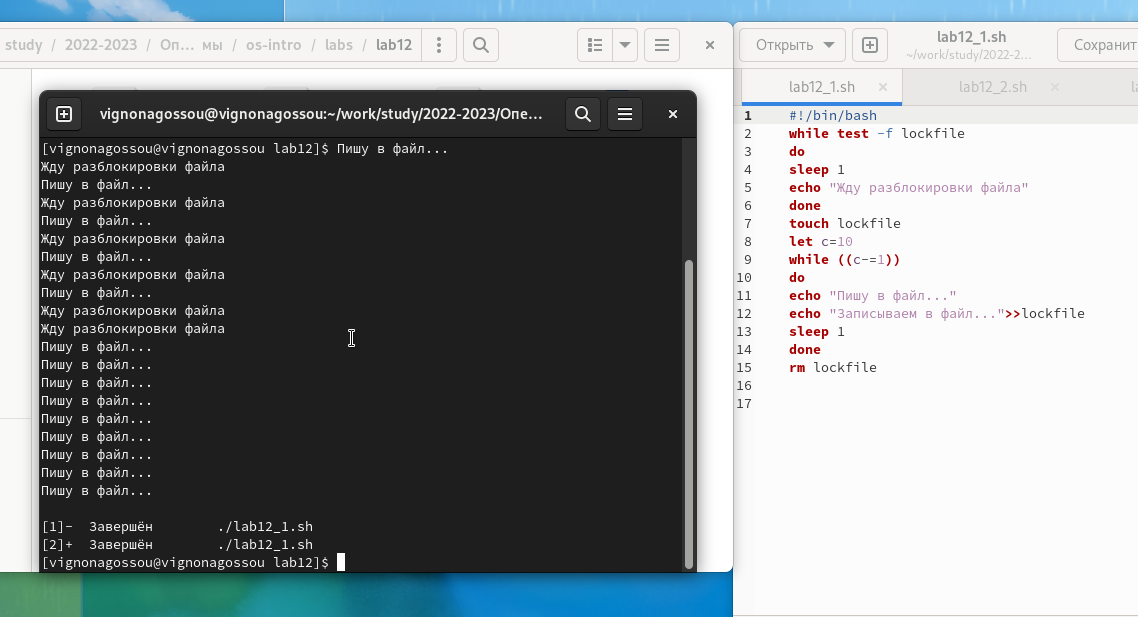 study / 2022-2023 / Оп... мы / os-intro / labs / lab12
vignonagossou@vignonagossou:~/work/study/2022-2023/Опе...
[vignonagossou@vignonagossou lab12]$ Пишу в файл...
Жду разблокировки файла
Пишу в файл...
Жду разблокировки файла
Пишу в файл...
Жду разблокировки файла
Пишу в файл...
Жду разблокировки файла
Пишу в файл...
Жду разблокировки файла
Жду разблокировки файла
Пишу в файл...
Пишу в файл...
Пишу в файл...
Пишу в файл...
Пишу в файл...
Пишу в файл...
Пишу в файл...
Пишу в файл...
Пишу в файл...
[1]-  Завершён        ./lab12_1.sh
[2]+  Завершён        ./lab12_1.sh
[vignonagossou@vignonagossou lab12]$
Открыть
lab12_1.sh
~/work/study/2022-2...
Сохранит
lab12_1.sh
lab12_2.sh
1 #!/bin/bash
2 while test -f lockfile
3 do
4 sleep 1
5 echo "Жду разблокировки файла"
6 done
7 touch lockfile
8 let c=10
9 while ((c-=1))
10 do
11 echo "Пишу в файл..."
12 echo "Записываем в файл...">>lockfile
13 sleep 1
14 done
15 rm lockfile
16
17